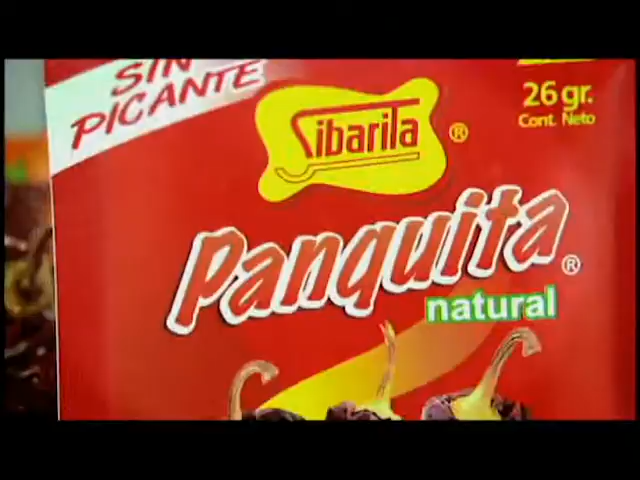 SIN
PICANTE
Sibarita ®
26 gr.
Cont. Neto
Panquita ®
natural